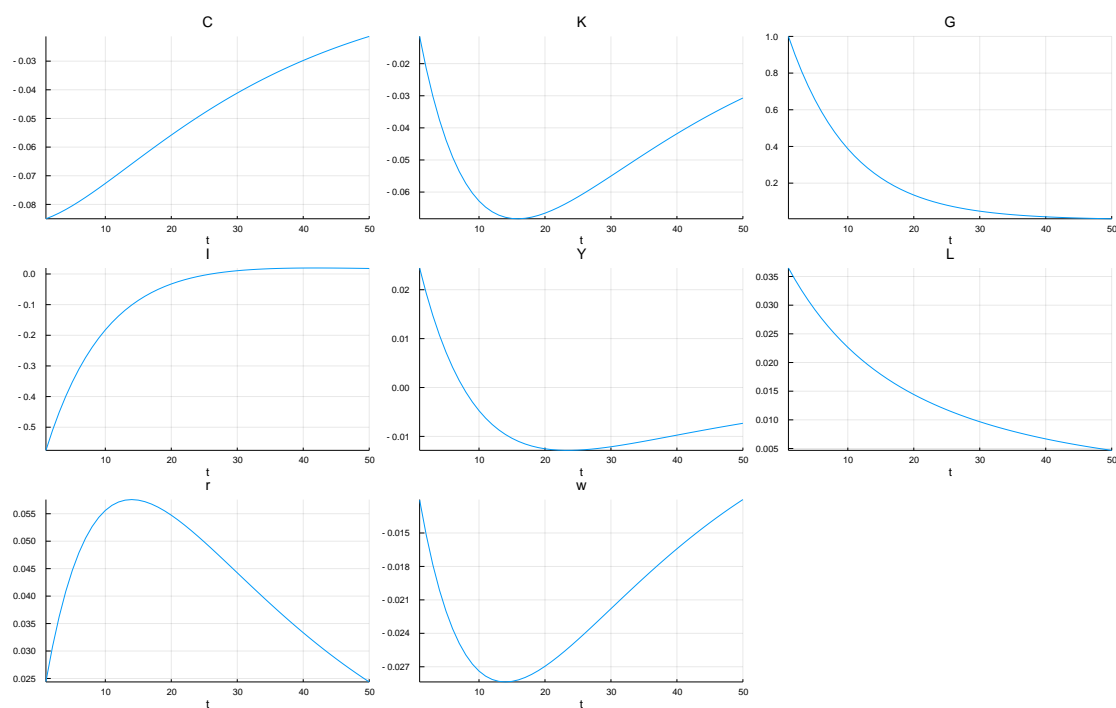 C
K
G
- 0.03
- 0.04
- 0.05
- 0.06
- 0.07
- 0.08
10 20 30 40 50
t
- 0.02
- 0.03
- 0.04
- 0.05
- 0.06
10 20 30 40 50
t
1.0
0.8
0.6
0.4
0.2
10 20 30 40 50
t
I
Y
L
0.0
- 0.1
- 0.2
- 0.3
- 0.4
- 0.5
10 20 30 40 50
t
0.02
0.01
0.00
- 0.01
10 20 30 40 50
t
0.035
0.030
0.025
0.020
0.015
0.010
0.005
10 20 30 40 50
t
r
w
0.055
0.050
0.045
0.040
0.035
0.030
0.025
10 20 30 40 50
t
- 0.015
- 0.018
- 0.021
- 0.024
- 0.027
10 20 30 40 50
t